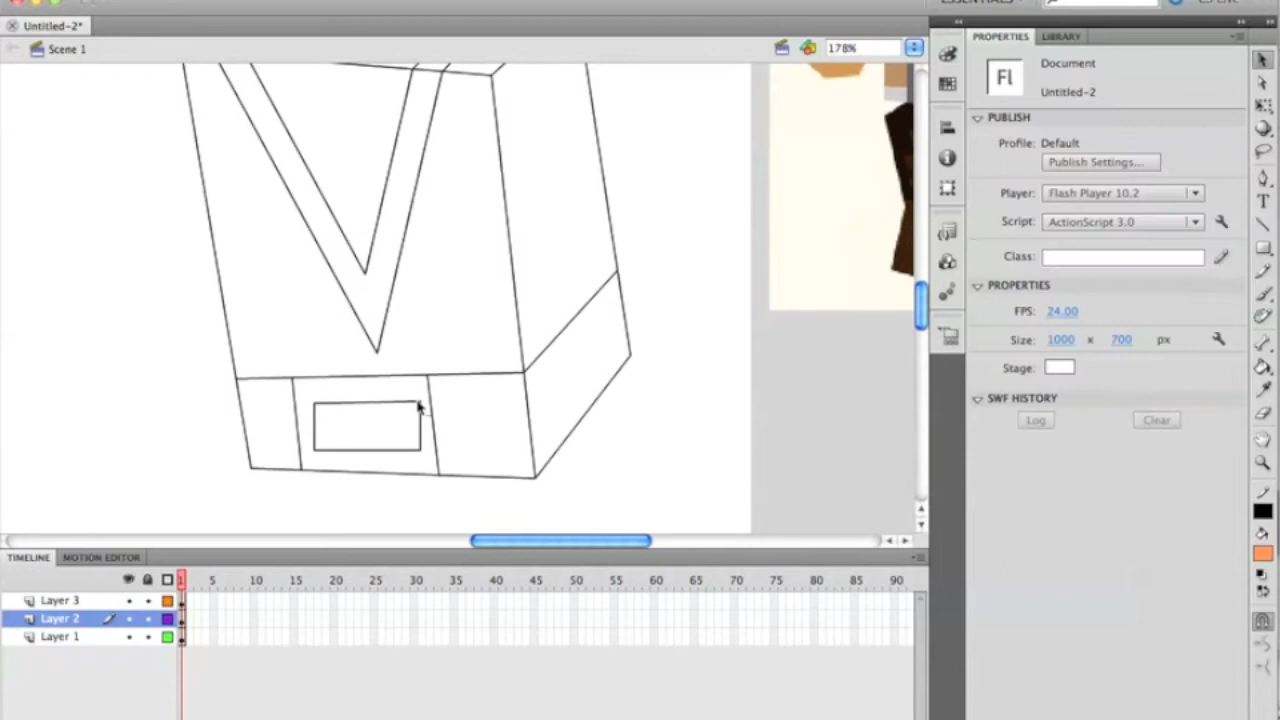 ESSENTIALS
Untitled-2*
Scene 1
178%
PROPERTIES
LIBRARY
Fl
Document
Untitled-2
PUBLISH
Profile: Default
Publish Settings...
Player: Flash Player 10.2
Script: ActionScript 3.0
Class:
PROPERTIES
FPS: 24.00
Size: 1000 x 700 px
Stage:
SWF HISTORY
Log
Clear
T
TIMELINE
MOTION EDITOR
1 5 10 15 20 25 30 35 40 45 50 55 60 65 70 75 80 85 90
Layer 3
Layer 2
Layer 1